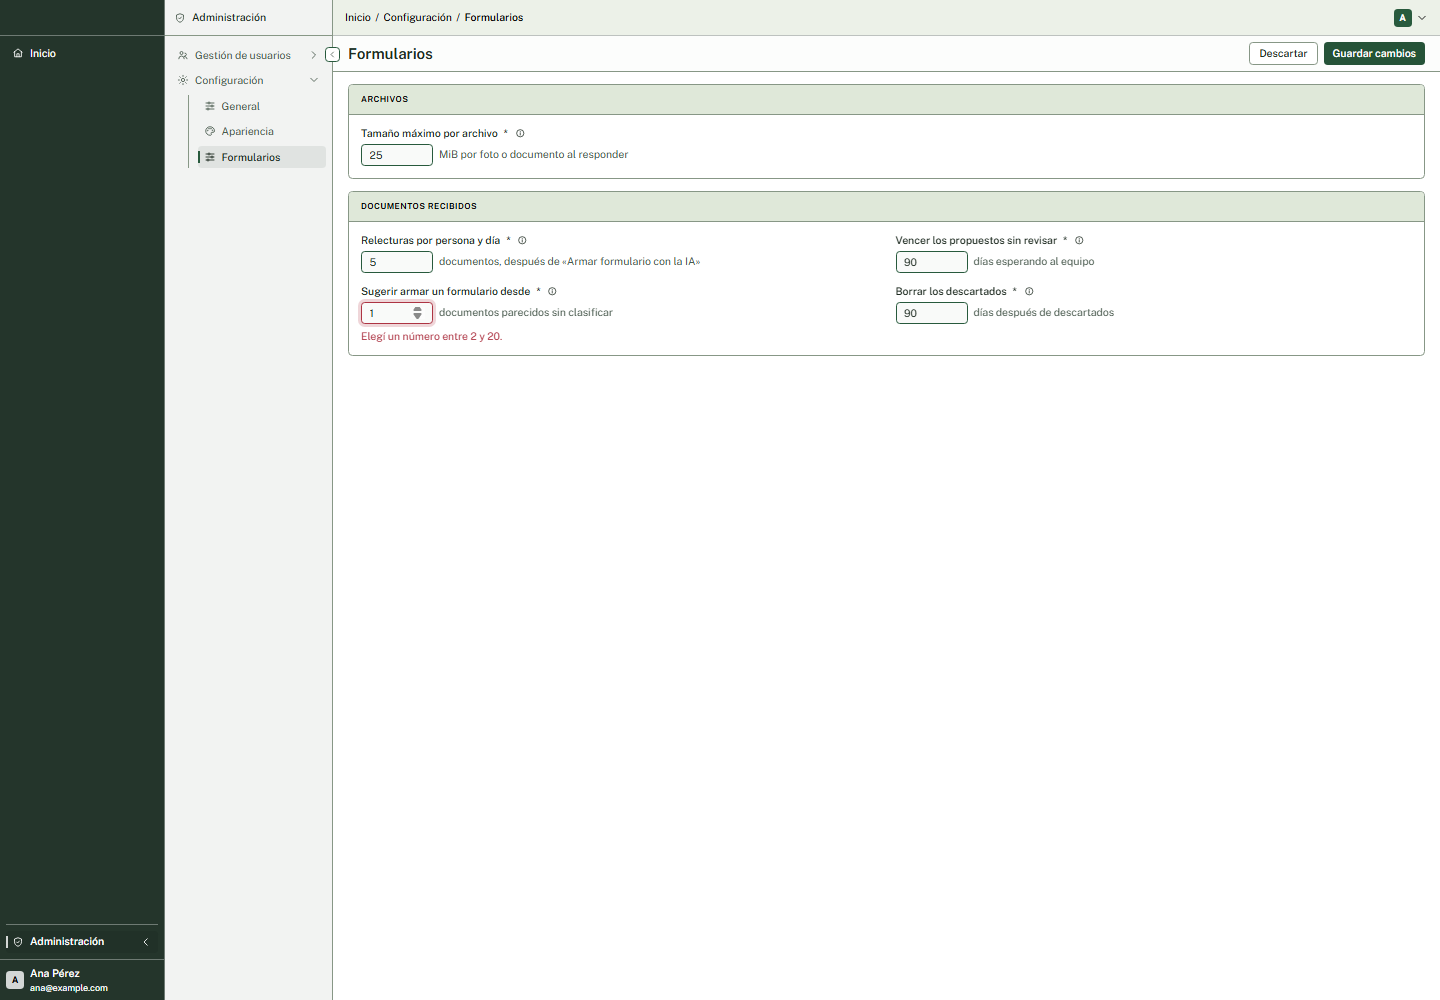 Administración
Inicio / Configuración / Formularios
A
Inicio
Gestión de usuarios
Configuración
General
Apariencia
Formularios
Formularios
Descartar
Guardar cambios
ARCHIVOS
Tamaño máximo por archivo *
25 MiB por foto o documento al responder
DOCUMENTOS RECIBIDOS
Relecturas por persona y día *
5 documentos, después de «Armar formulario con la IA»
Vencer los propuestos sin revisar *
90 días esperando al equipo
Sugerir armar un formulario desde *
1 documentos parecidos sin clasificar
Elegí un número entre 2 y 20.
Borrar los descartados *
90 días después de descartados
Administración
A
Ana Pérez
ana@example.com